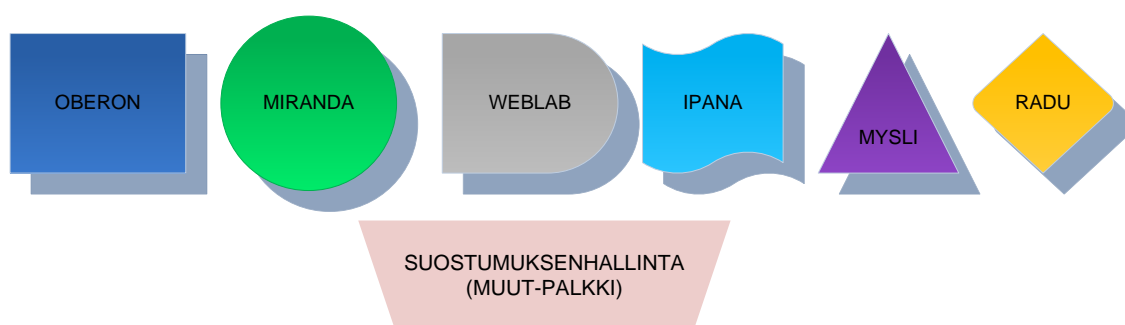 OBERON
MIRANDA
WEBLAB
IPANA
MYSLI
RADU
SUOSTUMUKSENHALLINTA
(MUUT-PALKKI)